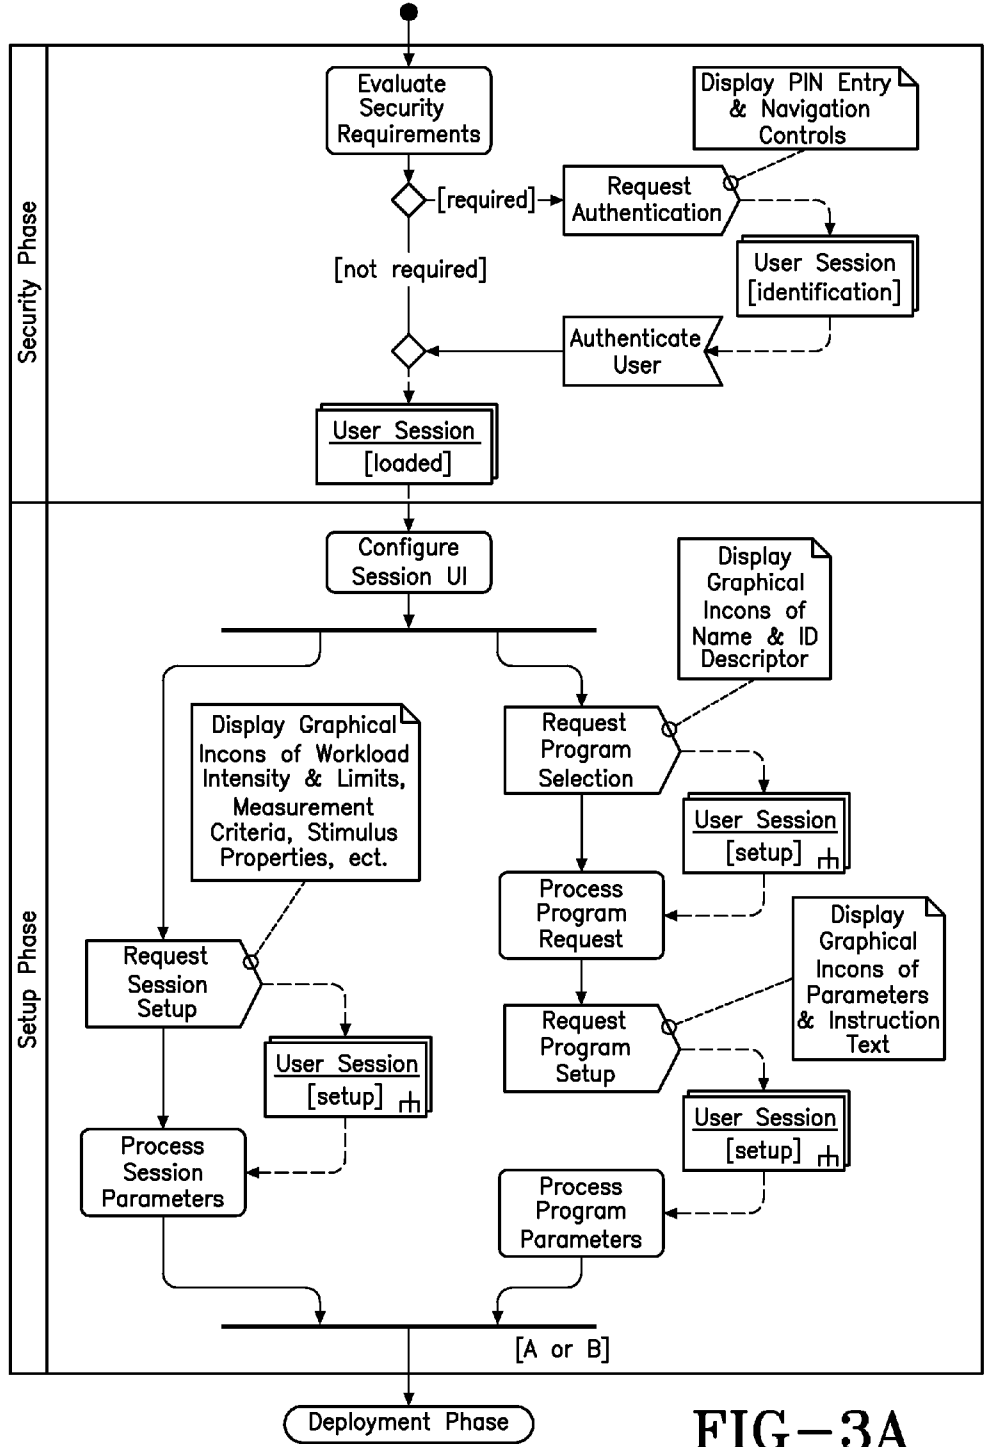 Security Phase
Evaluate
Security
Requirements
Display PIN Entry
& Navigation
Controls
[required]
Request
Authentication
[not required]
User Session
[identification]
Authenticate
User
User Session
[loaded]
Setup Phase
Configure
Session UI
Display
Graphical
Incons of
Name & ID
Descriptor
Display Graphical
Incons of Workload
Intensity & Limits,
Measurement
Criteria, Stimulus
Properties, ect.
Request
Program
Selection
User Session
[setup]
Process
Program
Request
Display
Graphical
Incons of
Parameters
& Instruction
Text
Request
Session
Setup
Request
Program
Setup
User Session
[setup]
User Session
[setup]
Process
Session
Parameters
Process
Program
Parameters
[A or B]
Deployment Phase
FIG-3A